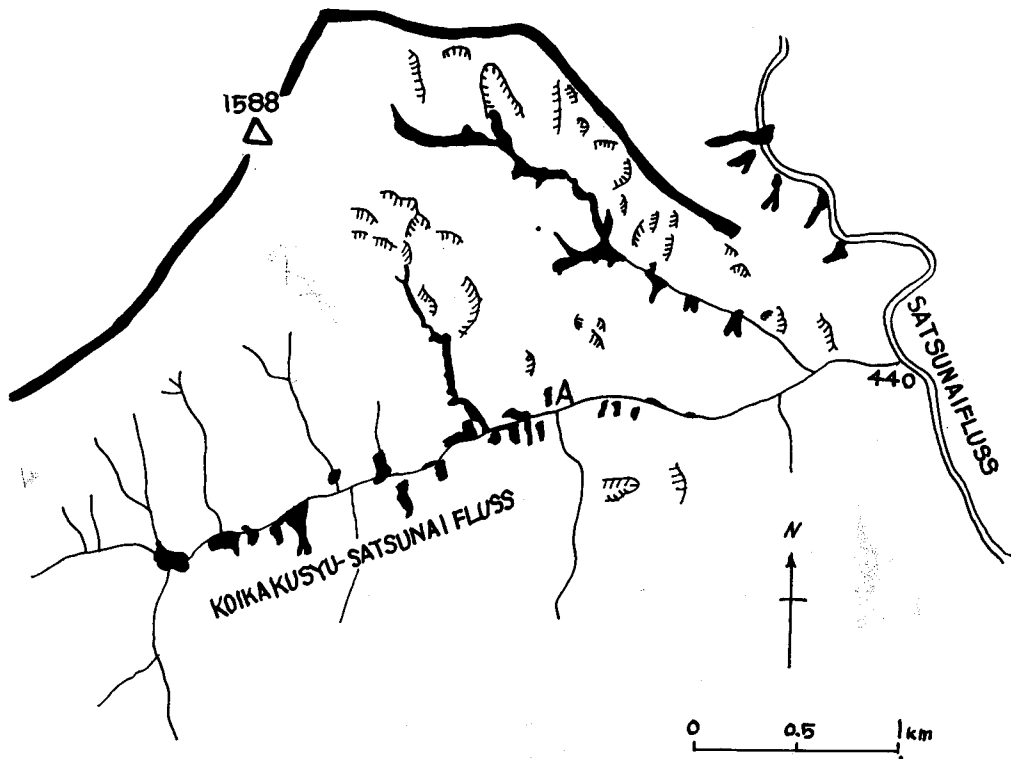 1588
A
440
SATSUNAIFLUSS
KOIKAKUSYU-SATSUNAI FLUSS
N
0 0.5 1km